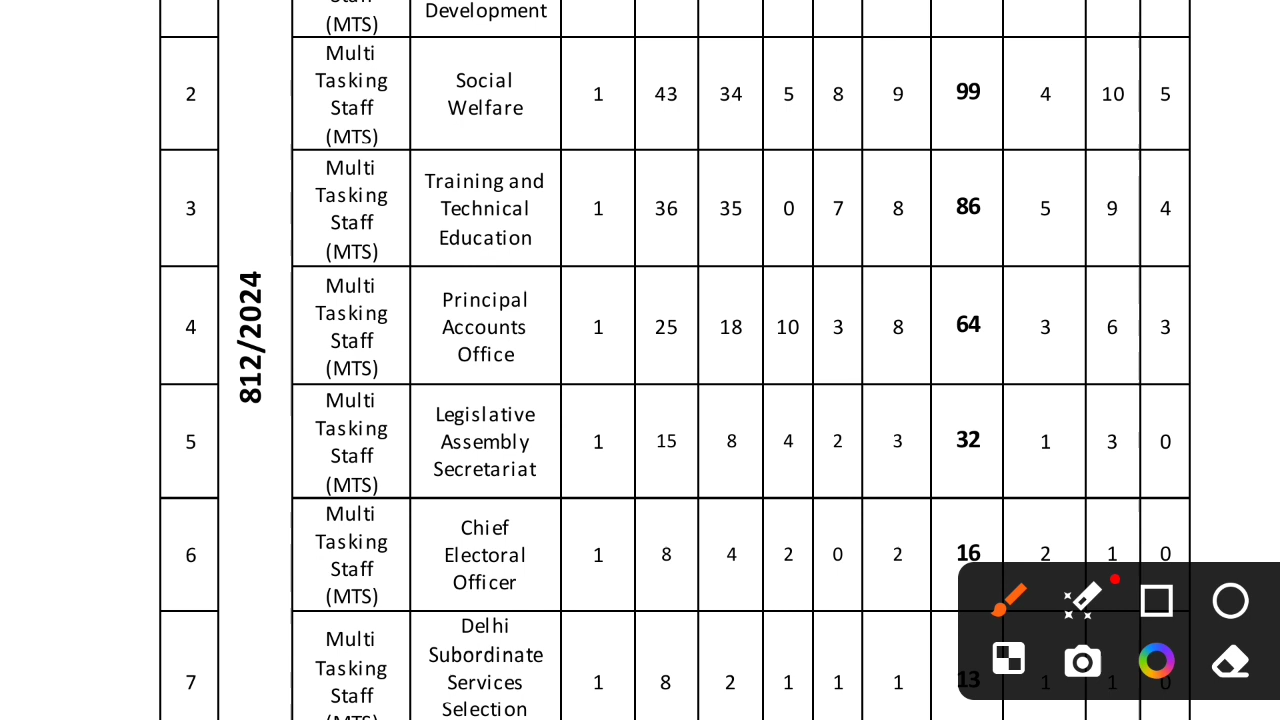 Development
(MTS)
2 Multi Tasking Staff (MTS) Social Welfare 1 43 34 5 8 9 99 4 10 5
3 Multi Tasking Staff (MTS) Training and Technical Education 1 36 35 0 7 8 86 5 9 4
812/2024
4 Multi Tasking Staff (MTS) Principal Accounts Office 1 25 18 10 3 8 64 3 6 3
5 Multi Tasking Staff (MTS) Legislative Assembly Secretariat 1 15 8 4 2 3 32 1 3 0
6 Multi Tasking Staff (MTS) Chief Electoral Officer 1 8 4 2 0 2 16 2 1 0
7 Multi Tasking Staff Delhi Subordinate Services Selection 1 8 2 1 1 1 13 1 1 0